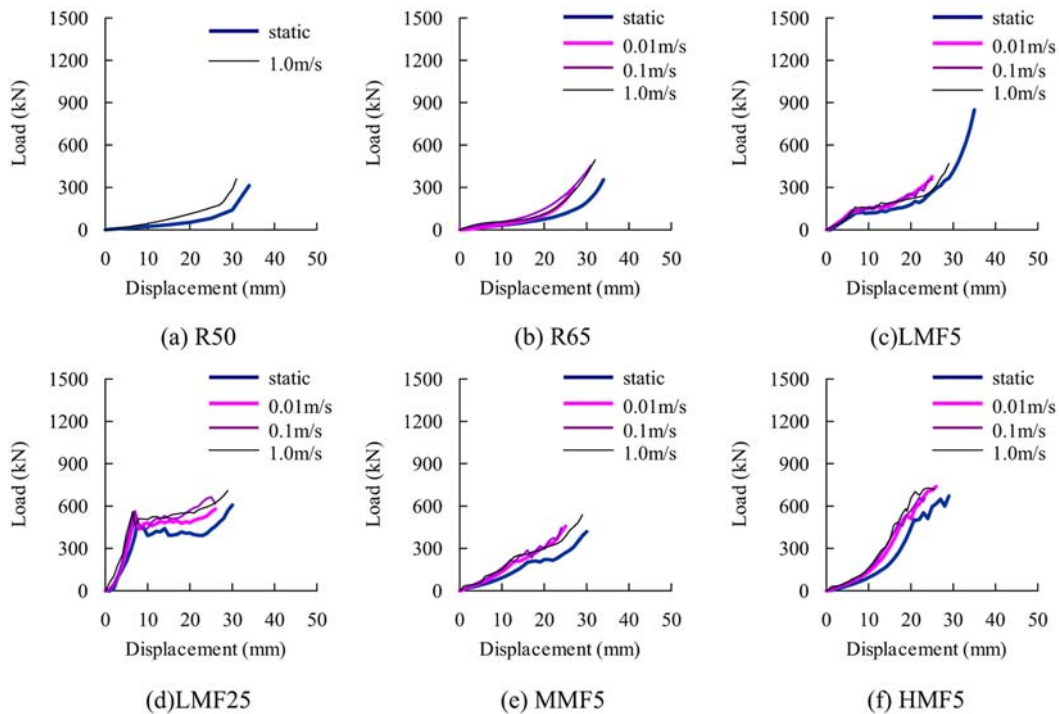 1500
1200
900
600
300
0
Load (kN)
static
1.0m/s
0 10 20 30 40 50
Displacement (mm)
(a) R50
1500
1200
900
600
300
0
Load (kN)
static
0.01m/s
0.1m/s
1.0m/s
0 10 20 30 40 50
Displacement (mm)
(b) R65
1500
1200
900
600
300
0
Load (kN)
static
0.01m/s
0.1m/s
1.0m/s
0 10 20 30 40 50
Displacement (mm)
(c)LMF5
1500
1200
900
600
300
0
Load (kN)
static
0.01m/s
0.1m/s
1.0m/s
0 10 20 30 40 50
Displacement (mm)
(d)LMF25
1500
1200
900
600
300
0
Load (kN)
static
0.01m/s
0.1m/s
1.0m/s
0 10 20 30 40 50
Displacement (mm)
(e) MMF5
1500
1200
900
600
300
0
Load (kN)
static
0.01m/s
0.1m/s
1.0m/s
0 10 20 30 40 50
Displacement (mm)
(f) HMF5